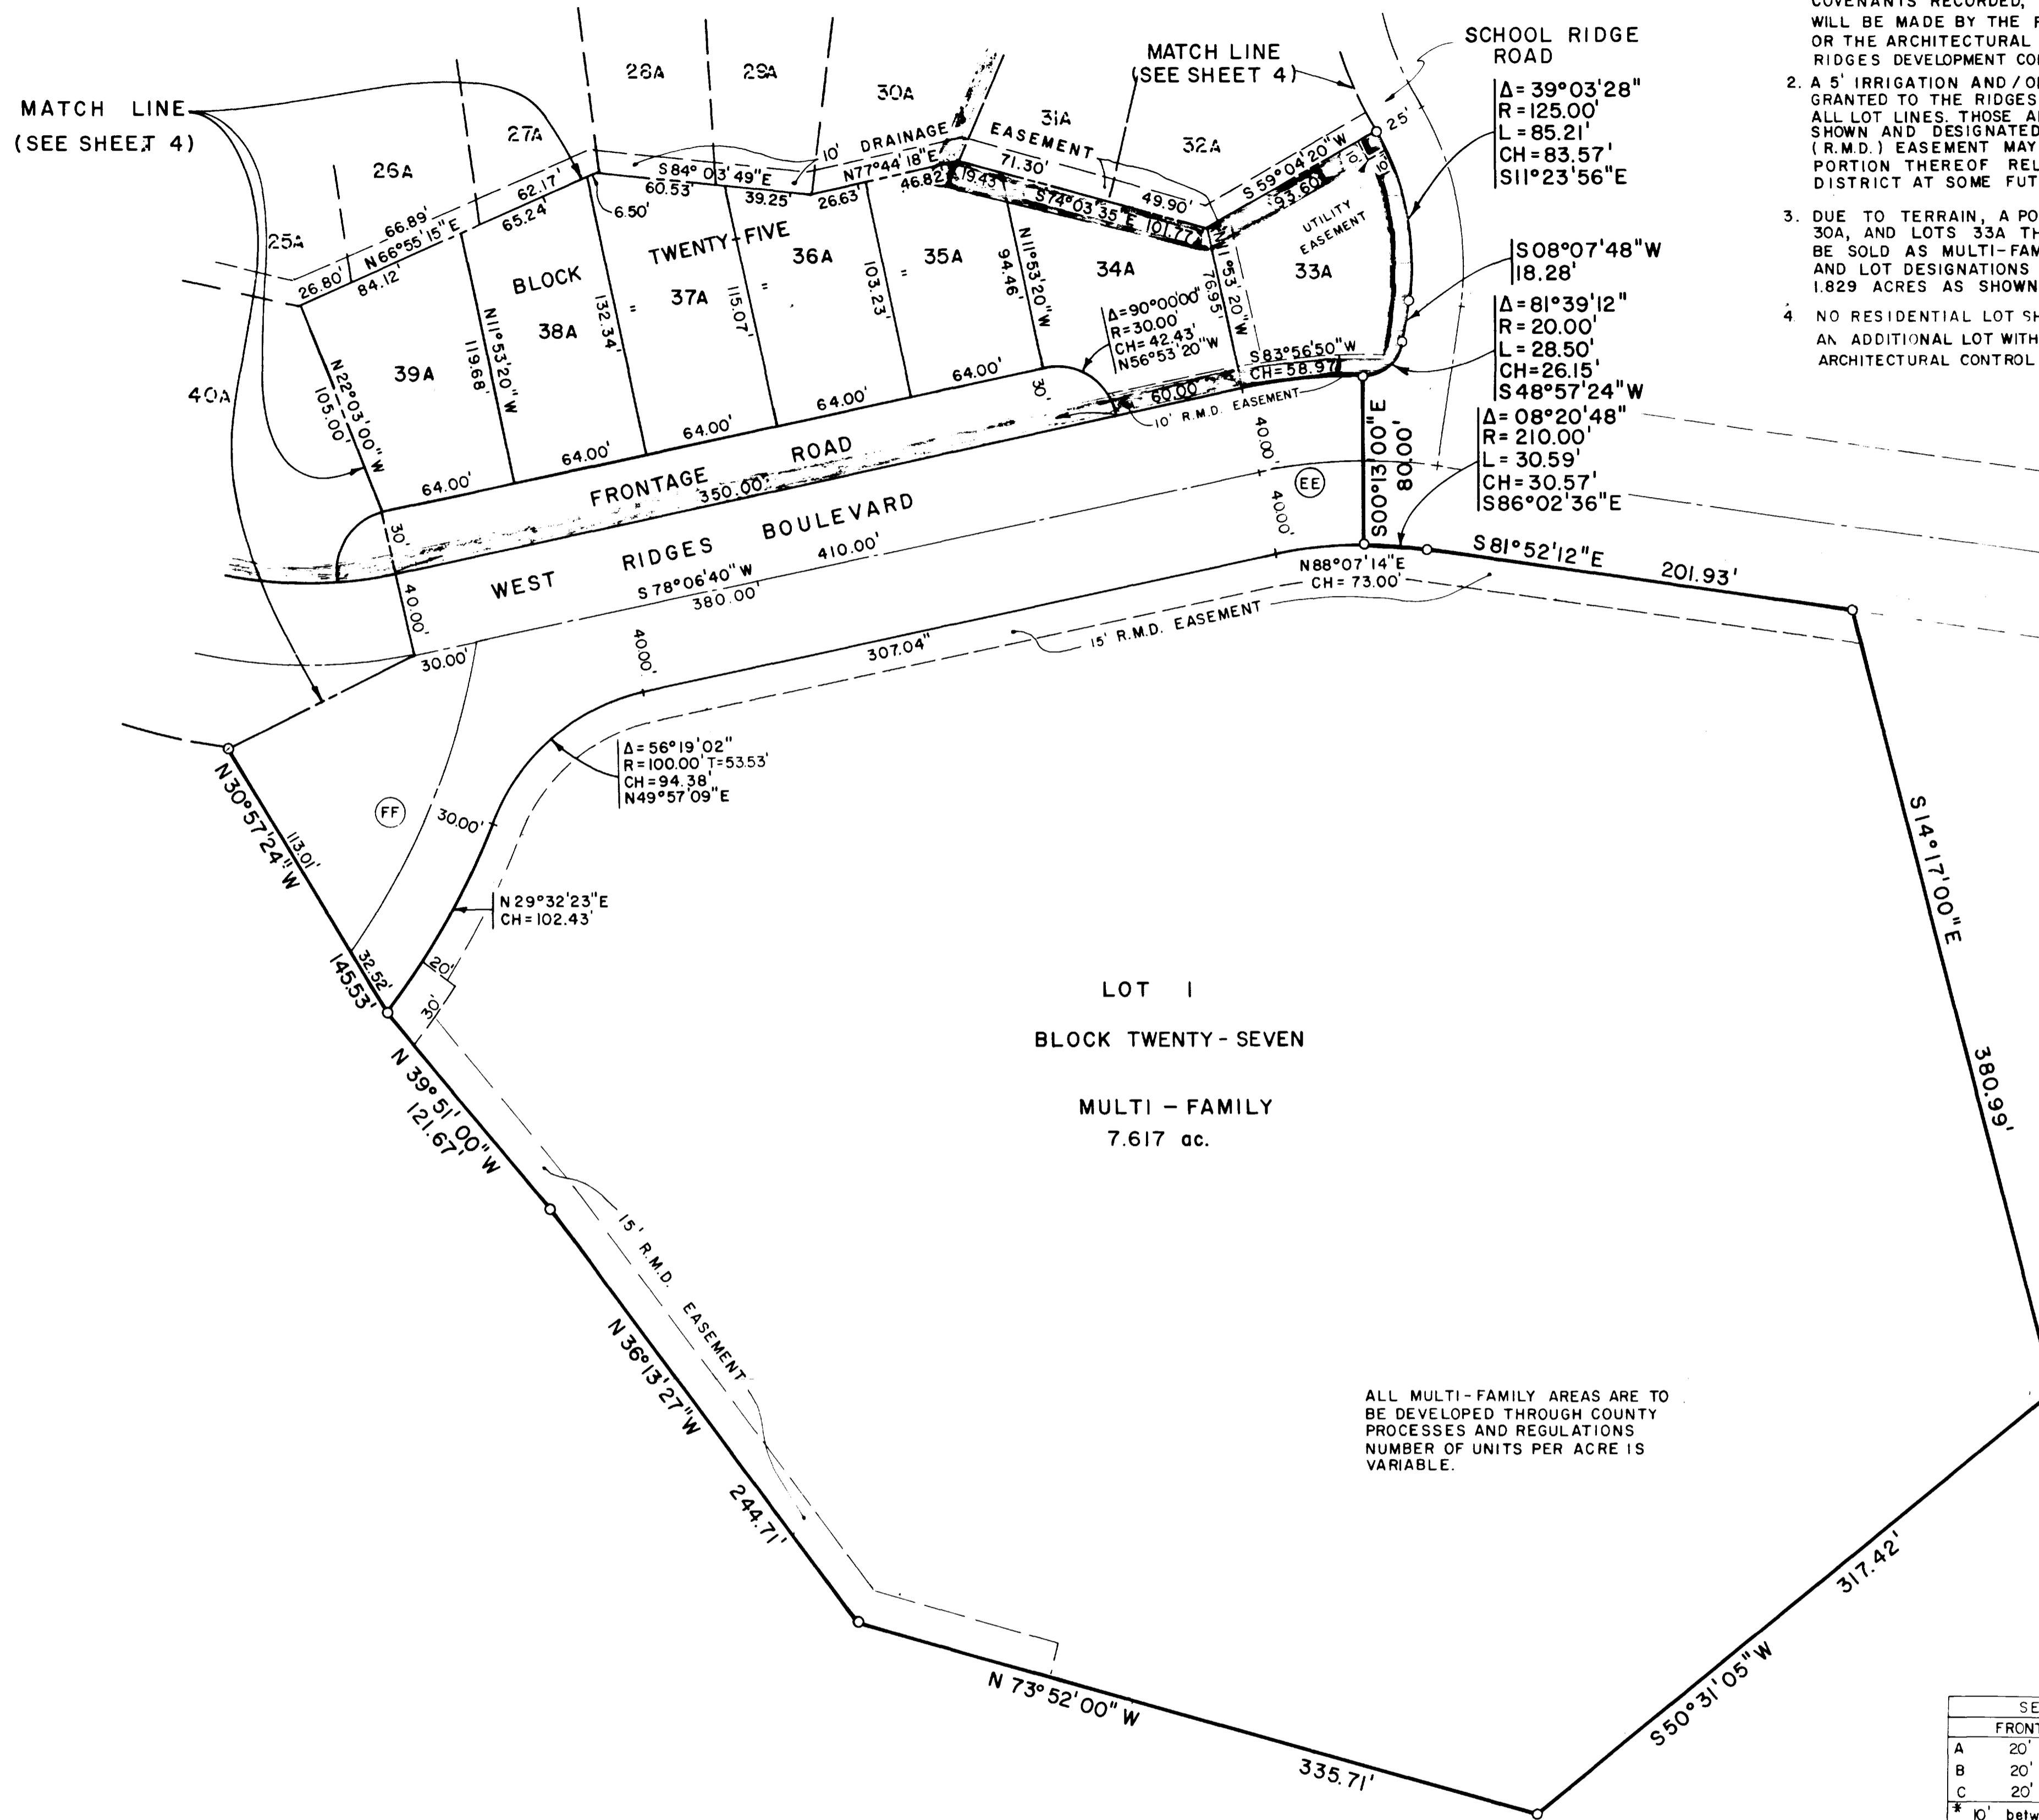 MATCH LINE
(SEE SHEET 4)
25A
26A
27A
28A
29A
30A
31A
32A
MATCH LINE
(SEE SHEET 4)
SCHOOL RIDGE
ROAD
Δ= 39°03'28"
R= 125.00'
L= 85.21'
CH= 83.57'
S11°23'56"E
S08°07'48"W
18.28'
Δ= 81°39'12"
R= 20.00'
L= 28.50'
CH=26.15'
S48°57'24"W
Δ= 08°20'48"
R= 210.00'
L= 30.59'
CH= 30.57'
S86°02'36"E
COVENANTS RECORDED,
WILL BE MADE BY THE
OR THE ARCHITECTURAL
RIDGES DEVELOPMENT
2. A 5' IRRIGATION AND/
GRANTED TO THE RIDGES
ALL LOT LINES. THOSE
SHOWN AND DESIGNATED
(R.M.D.) EASEMENT MAY
PORTION THEREOF
DISTRICT AT SOME
3. DUE TO TERRAIN, A
30A, AND LOTS 33A
BE SOLD AS
AND LOT DESIGNATIONS
1.829 ACRES AS SHOWN
4. NO RESIDENTIAL LOT
AN ADDITIONAL LOT
ARCHITECTURAL CONTROL
26.80'
66.89'
N66°55'15"E
84.12'
62.17'
65.24'
6.50'
S84°03'49"E
60.53'
39.25'
10' DRAINAGE EASEMENT
N77°44'18"E
26.63'
46.82'
19.43'
71.30'
49.90'
S74°03'35"E
101.77'
S59°04'20"W
93.60'
25'
10'
10'
UTILITY
EASEMENT
BLOCK TWENTY-FIVE
40A
39A
38A
37A
36A
35A
34A
33A
N22°03'00"W
105.00'
N11°53'20"W
119.68'
132.34'
115.07'
103.23'
N11°53'20"W
94.46'
N11°53'20"W
76.95'
Δ=90°00'00"
R=30.00'
CH=42.43'
N56°53'20"W
S83°56'50"W
CH=58.97'
64.00'
64.00'
64.00'
64.00'
64.00'
30'
60.00'
10' R.M.D. EASEMENT
30'
FRONTAGE ROAD
350.00'
40.00'
WEST RIDGES BOULEVARD
S78°06'40"W
410.00'
380.00'
30.00'
40.00'
40.00'
40.00'
EE
S00°13'00"E
80.00'
N88°07'14"E
CH= 73.00'
S81°52'12"E
201.93'
307.04"
15' R.M.D. EASEMENT
Δ=56°19'02"
R=100.00' T=53.53'
CH=94.38'
N49°57'09"E
FF
30.00'
N30°57'24"W
113.01'
32.52'
145.53'
N29°32'23"E
CH=102.43'
20'
30'
N 39°51'00"W
121.67'
LOT 1
BLOCK TWENTY-SEVEN
MULTI-FAMILY
7.617 ac.
S14°17'00"E
380.99'
15' R.M.D. EASEMENT
N 36°13'27"W
244.71'
ALL MULTI-FAMILY AREAS ARE TO
BE DEVELOPED THROUGH COUNTY
PROCESSES AND REGULATIONS
NUMBER OF UNITS PER ACRE IS
VARIABLE.
317.42'
S50°31'05"W
N 73°52'00"W
335.71'
A 20'
B 20'
C 20'
* 10'